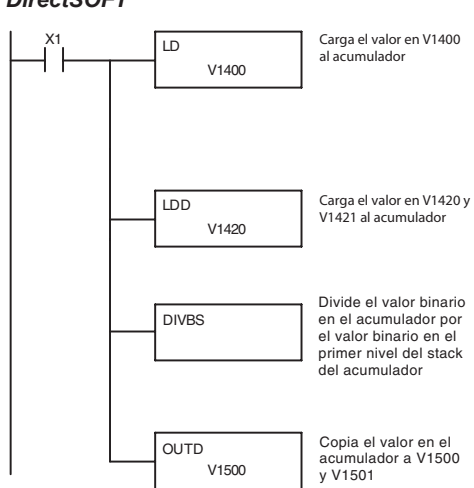 DirectSOFT
X1
LD
V1400
Carga el valor en V1400
al acumulador
LDD
V1420
Carga el valor en V1420 y
V1421 al acumulador
DIVBS
Divide el valor binario
en el acumulador por
el valor binario en el
primer nivel del stack
del acumulador
OUTD
V1500
Copia el valor en el
acumulador a V1500
y V1501